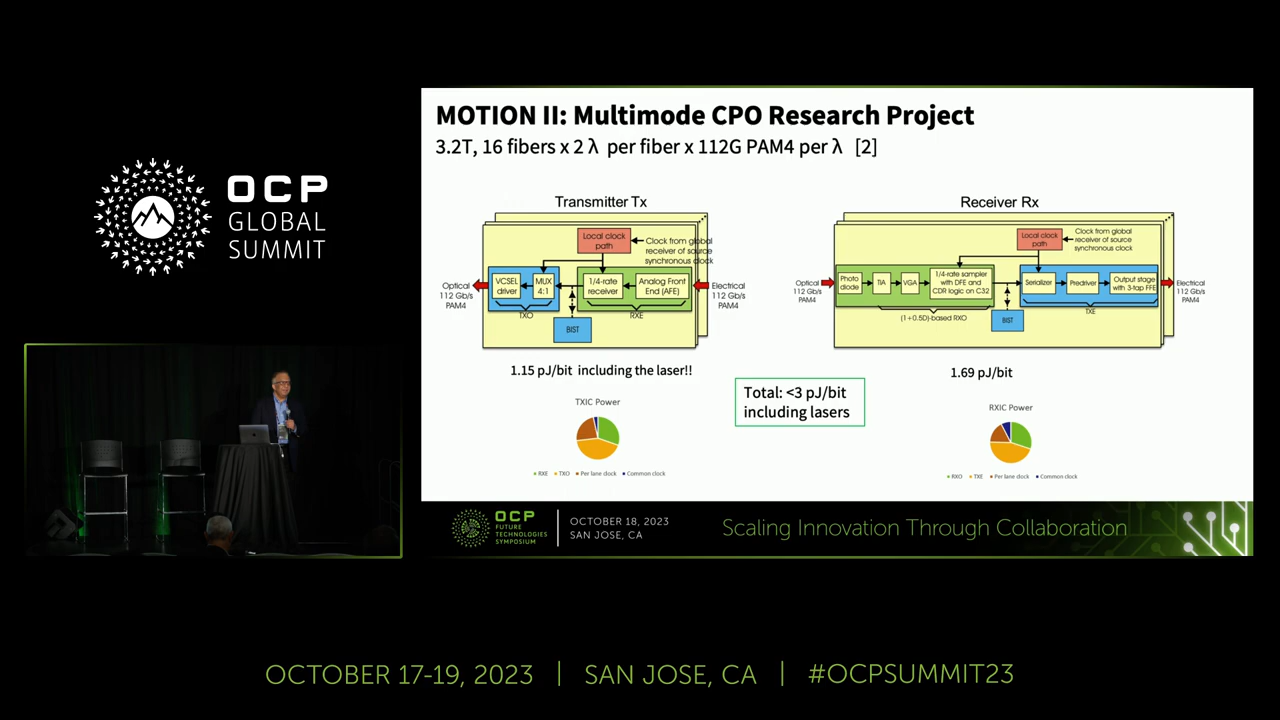 OCP
GLOBAL
SUMMIT
MOTION II: Multimode CPO Research Project
3.2T, 16 fibers x 2 λ per fiber x 112G PAM4 per λ [2]
Transmitter Tx
Local clock
path
Clock from global
receiver of source
synchronous clock
Optical
112 Gb/s
PAM4
VCSEL
driver
MUX
4:1
1/4-rate
receiver
Analog Front
End (AFE)
Electrical
112 Gb/s
PAM4
TXO
RXE
BIST
1.15 pJ/bit including the laser!!
TXIC Power
RXE TXO Per lane clock Common clock
Total: <3 pJ/bit
including lasers
Receiver Rx
Local clock
path
Clock from global
receiver of source
synchronous clock
Optical
112 Gb/s
PAM4
Photo
diode
TIA
VGA
1/4-rate sampler
with DFE and
CDR logic on C32
Serializer
Predriver
Output stage
with 3-tap FFE
Electrical
112 Gb/s
PAM4
(1+0.5D)-based RXO
BIST
TXE
1.69 pJ/bit
RXIC Power
RXO TXE Per lane clock Common clock
OCP
FUTURE
TECHNOLOGIES
SYMPOSIUM
OCTOBER 18, 2023
SAN JOSE, CA
Scaling Innovation Through Collaboration
OCTOBER 17-19, 2023 | SAN JOSE, CA | #OCPSUMMIT23